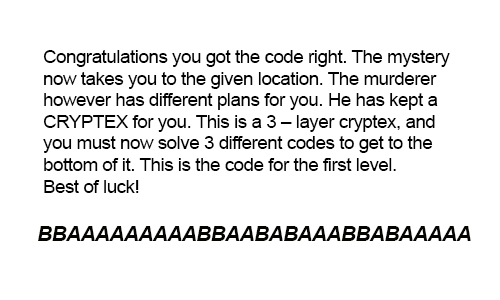 Congratulations you got the code right. The mystery
now takes you to the given location. The murderer
however has different plans for you. He has kept a
CRYPTEX for you. This is a 3 – layer cryptex, and
you must now solve 3 different codes to get to the
bottom of it. This is the code for the first level.
Best of luck!
BBAAAAAAAAABBAABABAAABBABAAAAA